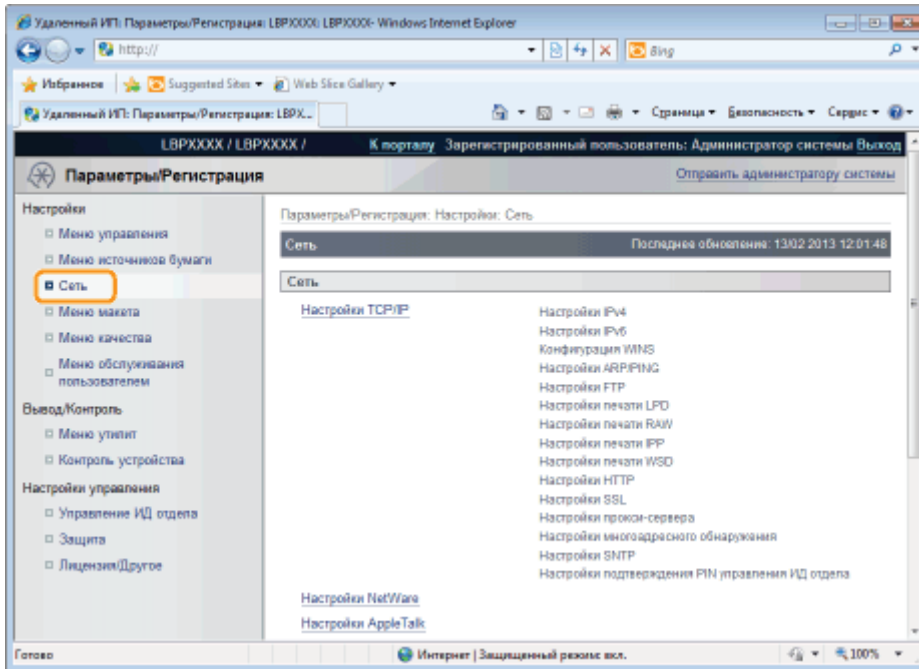 Удаленный ИП: Параметры/Регистрация: LBPXXXX: LBPXXXX- Windows Internet Explorer
http://
Bing
Избранное
Suggested Sites
Web Slice Gallery
Удаленный ИП: Параметры/Регистрация: LBPX...
Страница
Безопасность
Сервис
LBPXXXX / LBPXXXX /
К порталу
Зарегистрированный пользователь: Администратор системы
Выход
Параметры/Регистрация
Отправить администратору системы
Настройки
Меню управления
Меню источников бумаги
Сеть
Меню макета
Меню качества
Меню обслуживания
пользователем
Вывод/Контроль
Меню утилит
Контроль устройства
Настройки управления
Управление ИД отдела
Защита
Лицензия/Другое
Параметры/Регистрация: Настройки: Сеть
Сеть
Последнее обновление: 13/02 2013 12:01:48
Сеть
Настройки TCP/IP
Настройки IPv4
Настройки IPv6
Конфигурация WINS
Настройки ARP/PING
Настройки FTP
Настройки печати LPD
Настройки печати RAW
Настройки печати IPP
Настройки печати WSD
Настройки HTTP
Настройки SSL
Настройки прокси-сервера
Настройки многоадресного обнаружения
Настройки SNTP
Настройки подтверждения PIN управления ИД отдела
Настройки NetWare
Настройки AppleTalk
Готово
Интернет | Защищенный режим: вкл.
100%